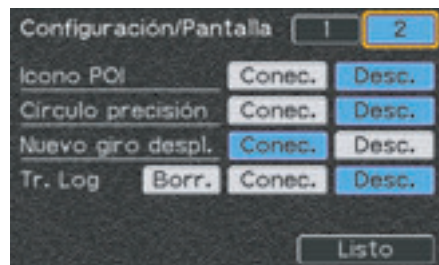 Configuración/Pantalla 1 2
Icono POI Conec. Desc.
Círculo precisión Conec. Desc.
Nuevo giro despl. Conec. Desc.
Tr. Log Borr. Conec. Desc.
Listo